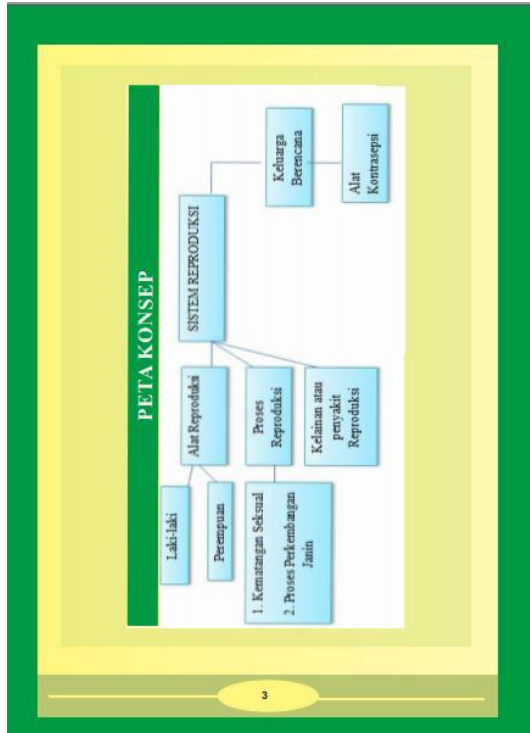 PETA KONSEP
SISTEM REPRODUKSI
Alat Reproduksi
Laki-laki
Perempuan
Proses
Reproduksi
1. Kematangan Seksual
2. Proses Perkembangan
Janin
Kelainan atau
penyakit
Reproduksi
Keluarga
Berencana
Alat
Kontrasepsi
3